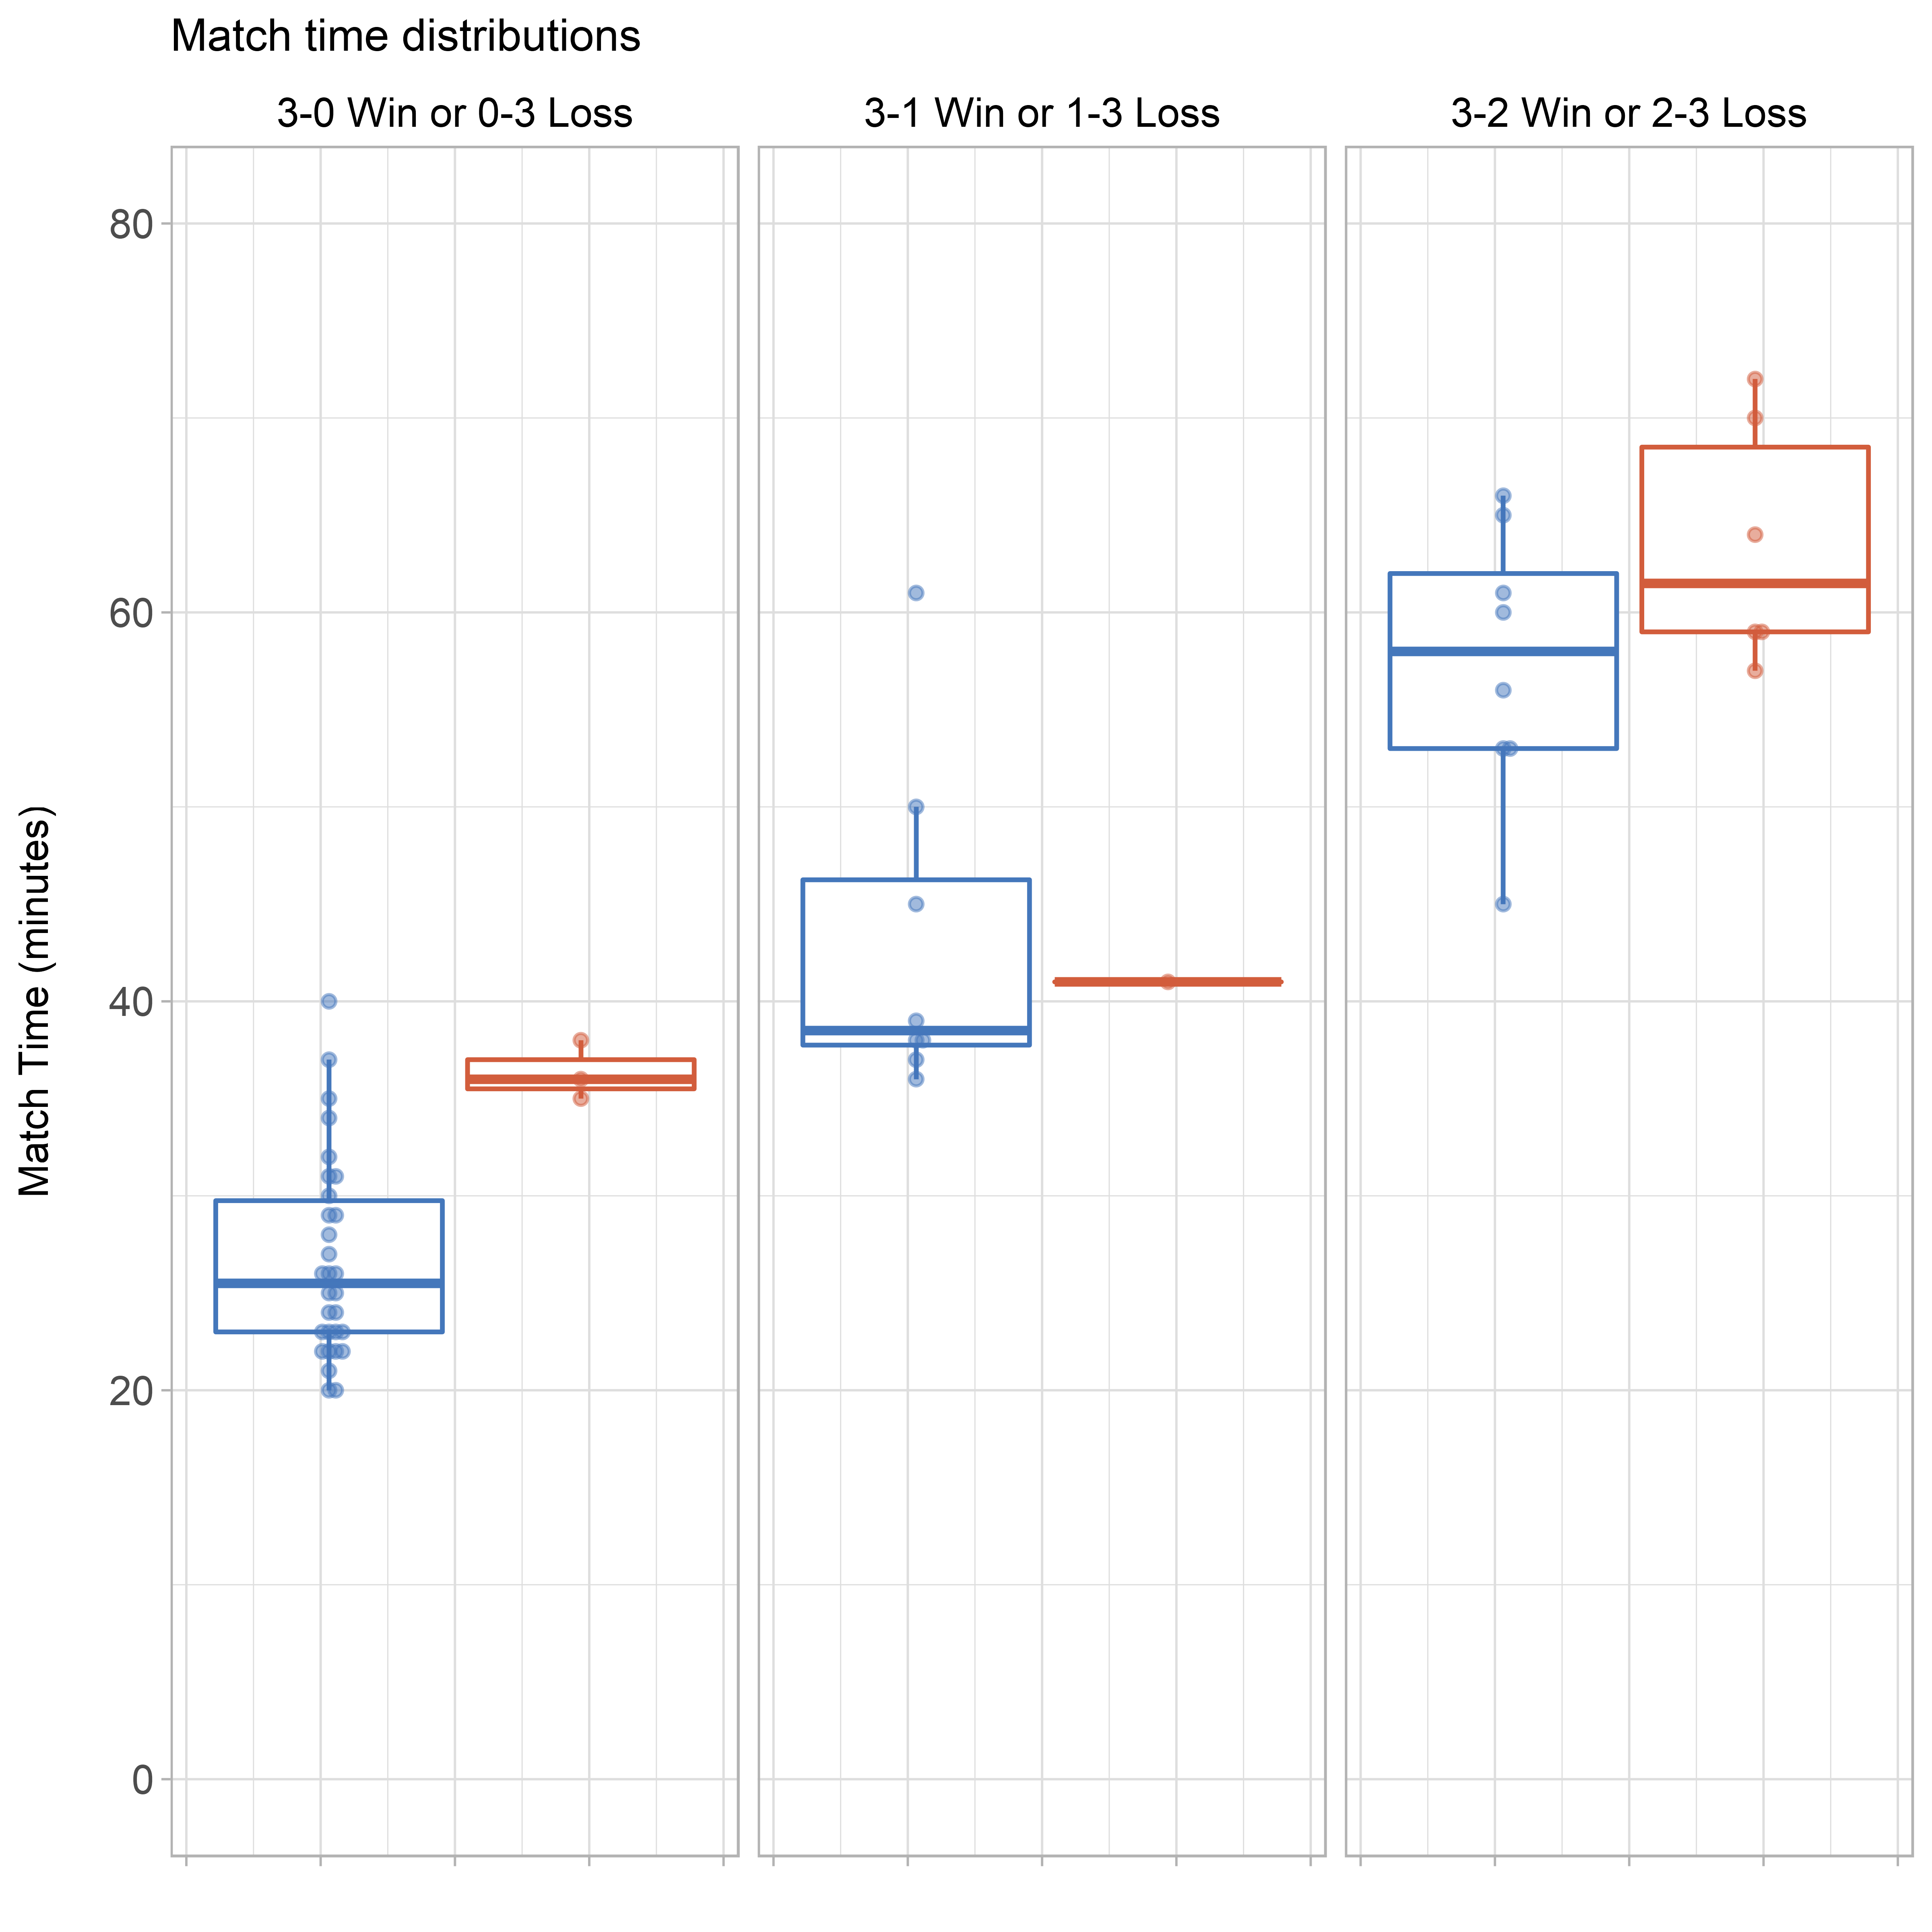 Match time distributions
3-0 Win or 0-3 Loss
3-1 Win or 1-3 Loss
3-2 Win or 2-3 Loss
Match Time (minutes)
80
60
40
20
0